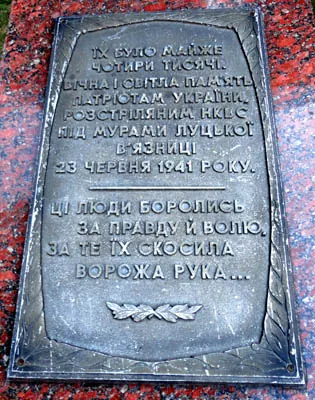 ЇХ БУЛО МАЙЖЕ
ЧОТИРИ ТИСЯЧІ.
ВІЧНА І СВІТЛА ПАМ'ЯТЬ
ПАТРІОТАМ УКРАЇНИ,
РОЗСТРІЛЯНИМ НКВС
ПІД МУРАМИ ЛУЦЬКОЇ
В'ЯЗНИЦІ
23 ЧЕРВНЯ 1941 РОКУ.
ЦІ ЛЮДИ БОРОЛИСЬ
ЗА ПРАВДУ Й ВОЛЮ,
ЗА ТЕ ЇХ СКОСИЛА
ВОРОЖА РУКА...